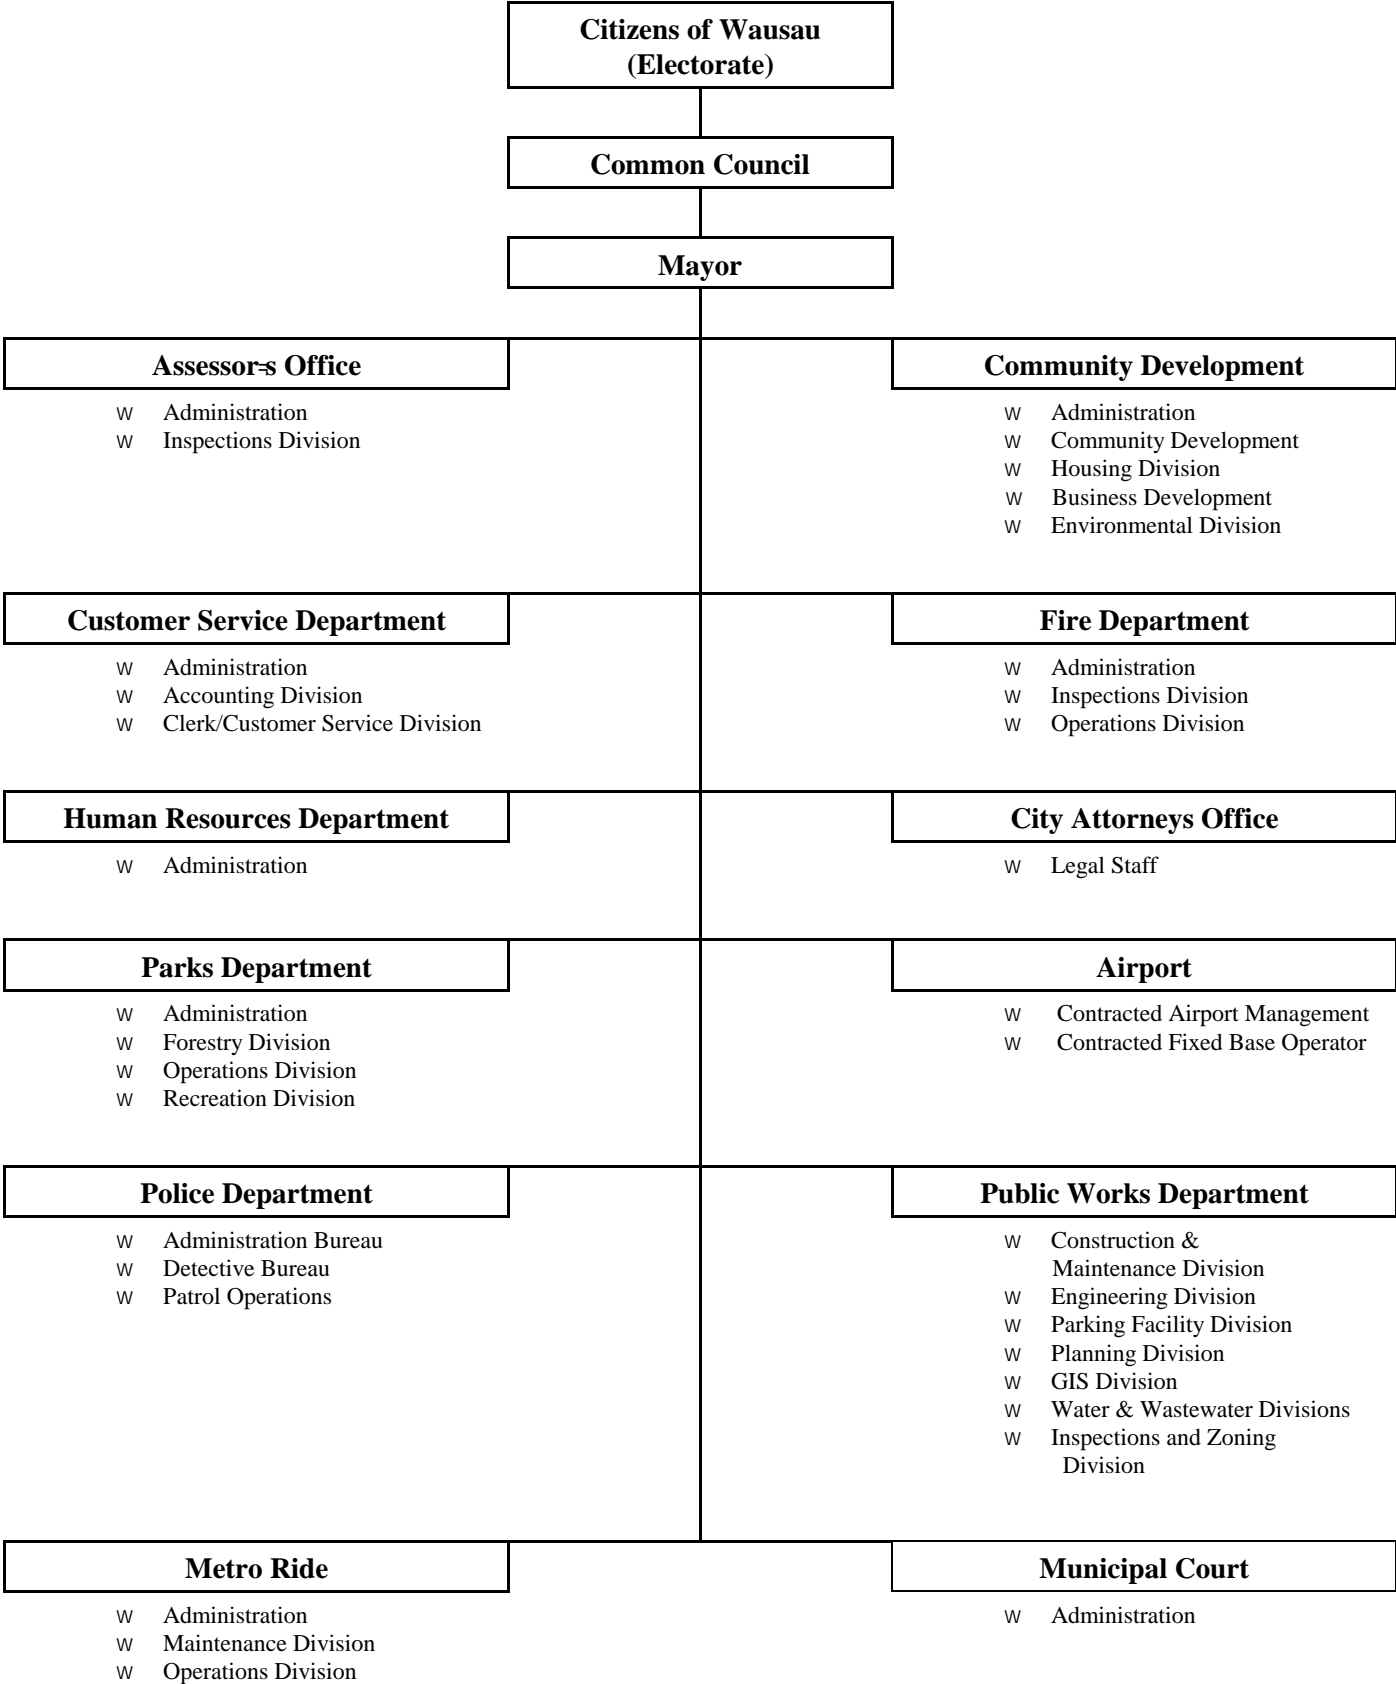 Citizens of Wausau
(Electorate)
Common Council
Mayor
Assessor=s Office
W Administration
W Inspections Division
Community Development
W Administration
W Community Development
W Housing Division
W Business Development
W Environmental Division
Customer Service Department
W Administration
W Accounting Division
W Clerk/Customer Service Division
Fire Department
W Administration
W Inspections Division
W Operations Division
Human Resources Department
W Administration
City Attorneys Office
W Legal Staff
Parks Department
W Administration
W Forestry Division
W Operations Division
W Recreation Division
Airport
W Contracted Airport Management
W Contracted Fixed Base Operator
Police Department
W Administration Bureau
W Detective Bureau
W Patrol Operations
Public Works Department
W Construction &
Maintenance Division
W Engineering Division
W Parking Facility Division
W Planning Division
W GIS Division
W Water & Wastewater Divisions
W Inspections and Zoning
Division
Metro Ride
W Administration
W Maintenance Division
W Operations Division
Municipal Court
W Administration